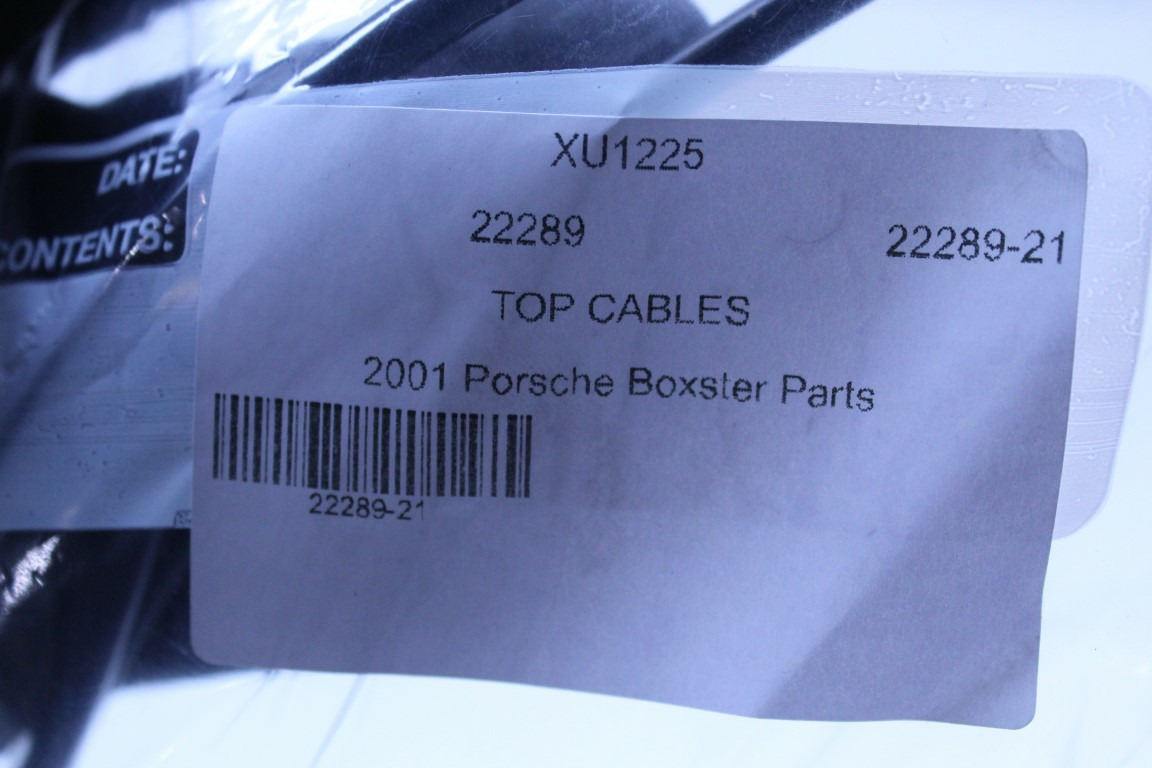 DATE:
CONTENTS:
XU1225
22289 22289-21
TOP CABLES
2001 Porsche Boxster Parts
22289-21